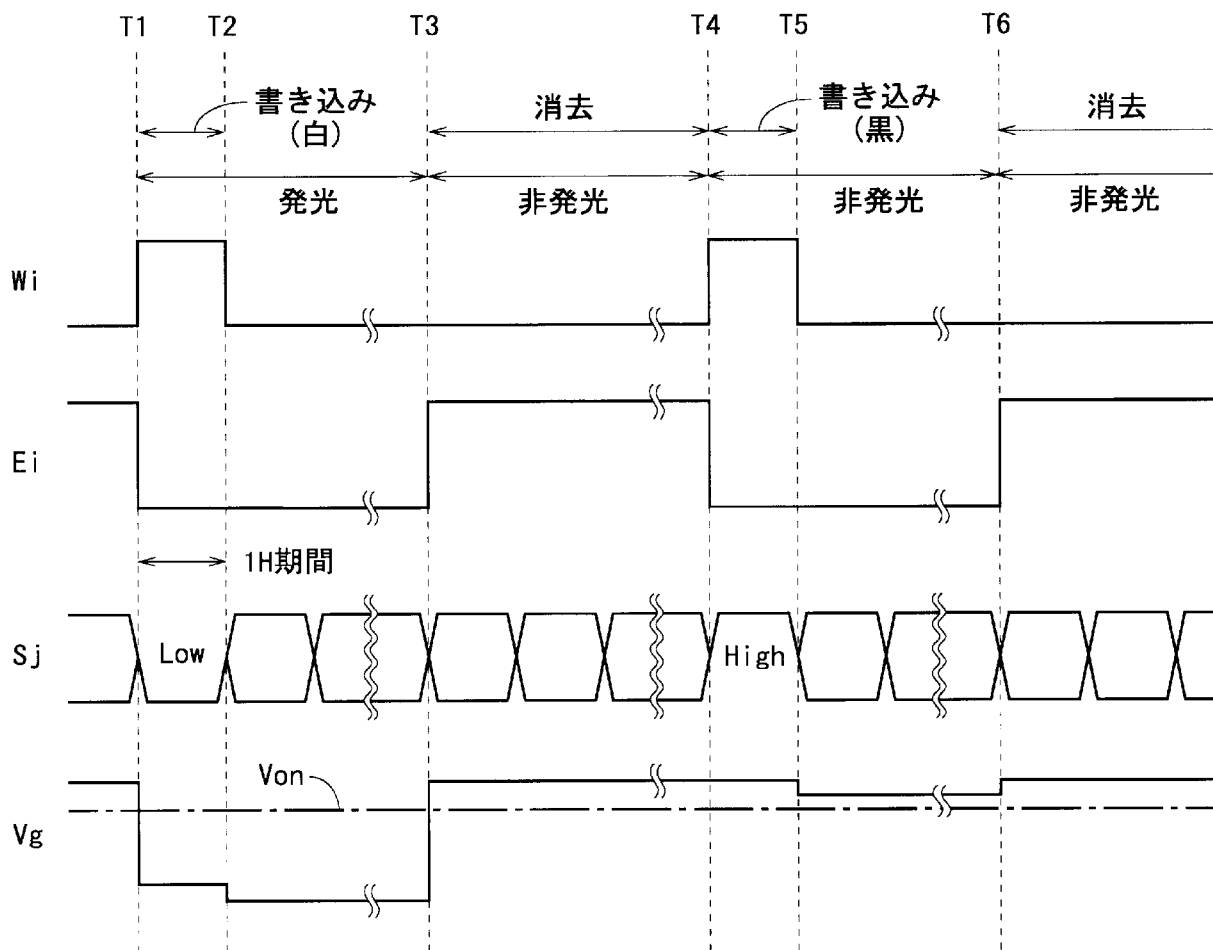 T1 T2 T3 T4 T5 T6
書き込み
(白)
消去
書き込み
(黒)
消去
発光
非発光
非発光
非発光
Wi
Ei
1H期間
Sj
Low
High
Von
Vg